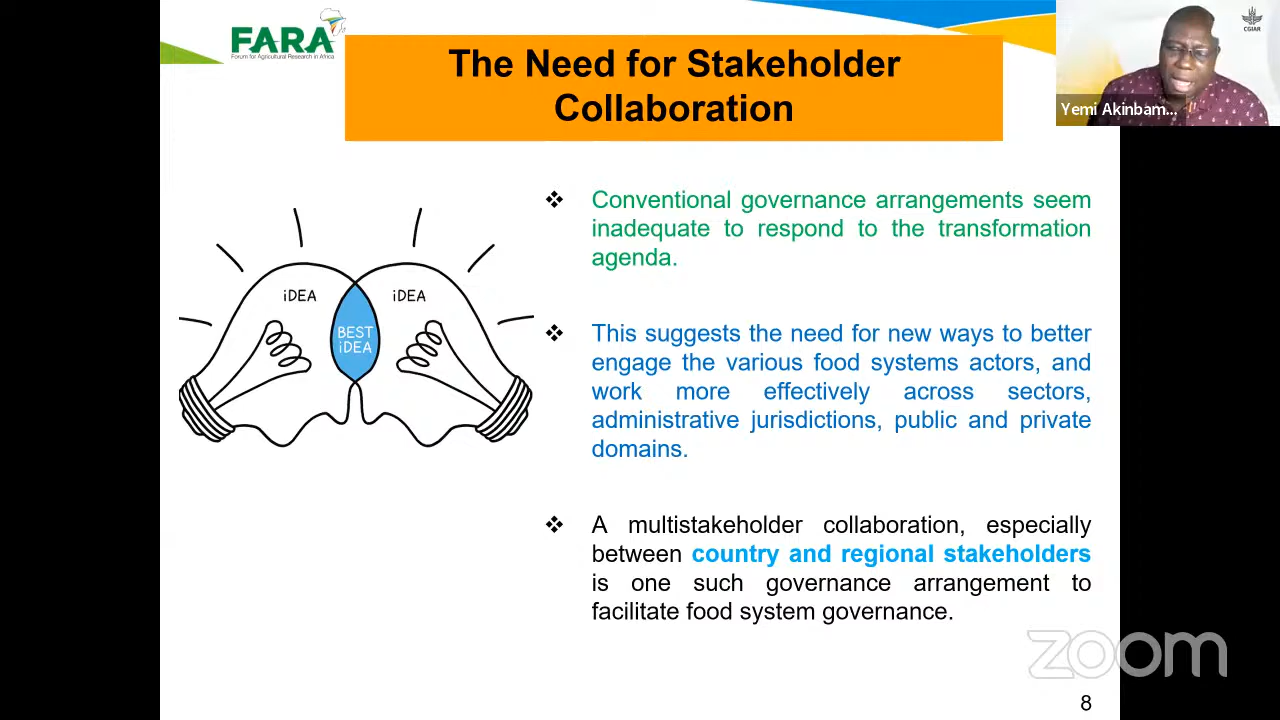 FARA
Forum for Agricultural Research in Africa
The Need for Stakeholder
Collaboration
CGIAR
Yemi Akinbam...
❖ Conventional governance arrangements seem
inadequate to respond to the transformation
agenda.
iDEA
iDEA
BEST
iDEA
❖ This suggests the need for new ways to better
engage the various food systems actors, and
work more effectively across sectors,
administrative jurisdictions, public and private
domains.
❖ A multistakeholder collaboration, especially
between country and regional stakeholders
is one such governance arrangement to
facilitate food system governance.
zoom
8